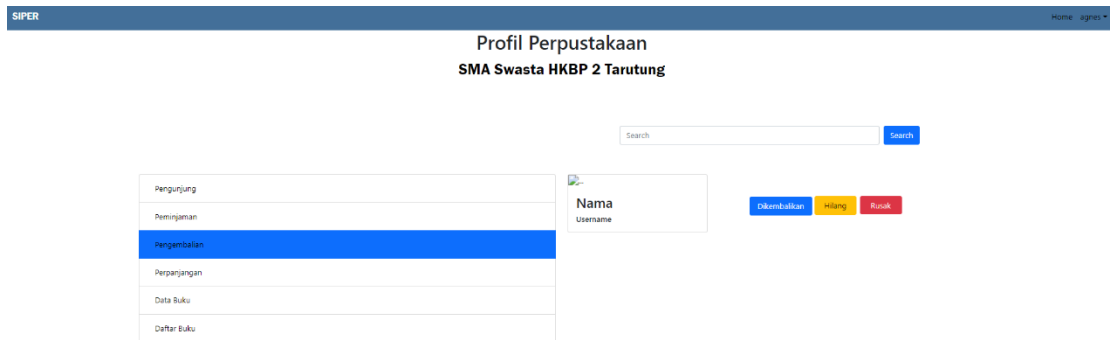 SIPER Home agnes
Profil Perpustakaan
SMA Swasta HKBP 2 Tarutung
Search Search
Pengunjung
Peminjaman
Pengembalian
Perpanjangan
Data Buku
Daftar Buku
...
Nama
Username
Dikembalikan Hilang Rusak